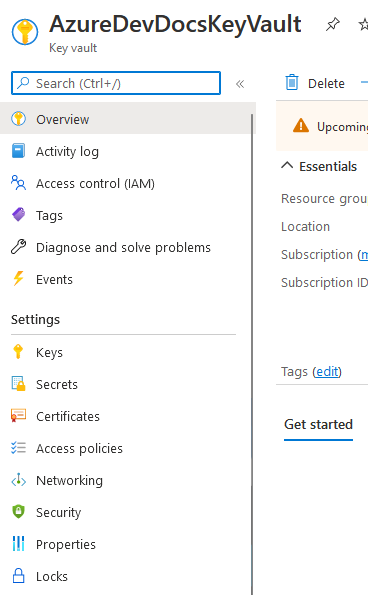 AzureDevDocsKeyVault
Key vault
Search (Ctrl+/)
«
Delete
Overview
Upcoming
Activity log
Essentials
Access control (IAM)
Resource grou
Tags
Location
Diagnose and solve problems
Subscription (m
Events
Subscription ID
Settings
Keys
Tags (edit)
Secrets
Certificates
Get started
Access policies
Networking
Security
Properties
Locks